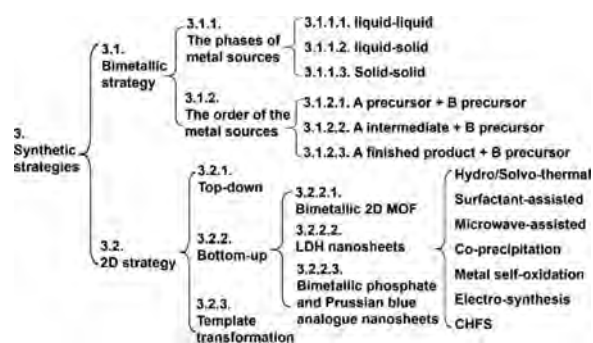 3.
Synthetic
strategies
3.1.
Bimetallic
strategy
3.1.1.
The phases of
metal sources
3.1.1.1. liquid-liquid
3.1.1.2. liquid-solid
3.1.1.3. Solid-solid
3.1.2.
The order of the
metal sources
3.1.2.1. A precursor + B precursor
3.1.2.2. A intermediate + B precursor
3.1.2.3. A finished product + B precursor
3.2.
2D strategy
3.2.1.
Top-down
3.2.2.
Bottom-up
3.2.2.1.
Bimetallic 2D MOF
3.2.2.2.
LDH nanosheets
3.2.2.3.
Bimetallic phosphate
and Prussian blue
analogue nanosheets
Hydro/Solvo-thermal
Surfactant-assisted
Microwave-assisted
Co-precipitation
Metal self-oxidation
Electro-synthesis
CHFS
3.2.3.
Template
transformation